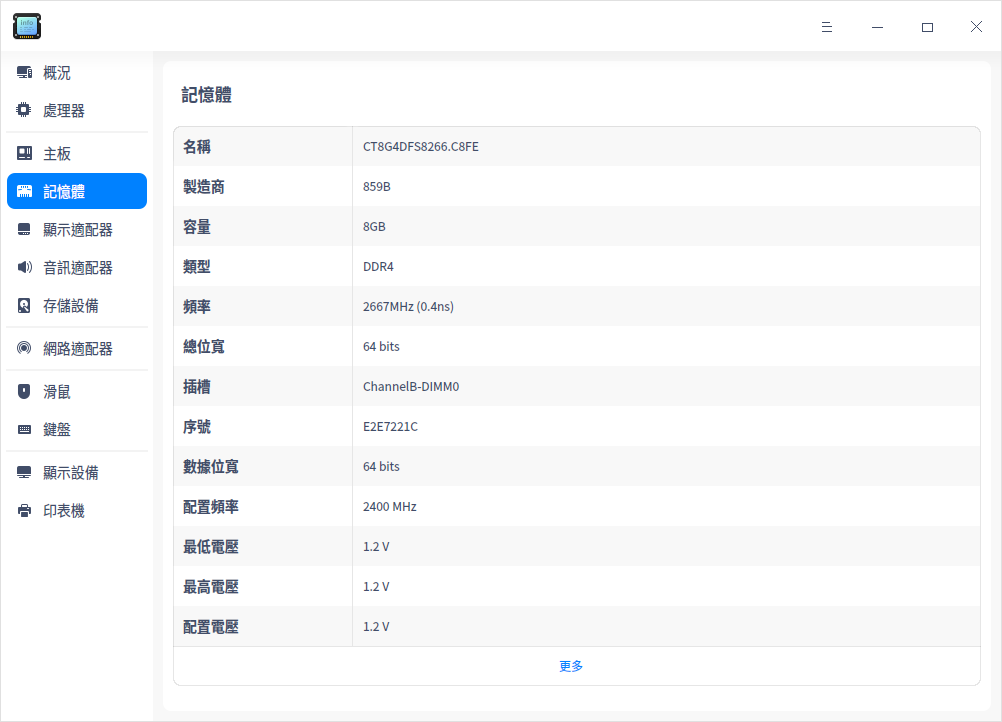 info
概況
處理器
主板
記憶體
顯示適配器
音訊適配器
存儲設備
網路適配器
滑鼠
鍵盤
顯示設備
印表機
記憶體
名稱 CT8G4DFS8266.C8FE
製造商 859B
容量 8GB
類型 DDR4
頻率 2667MHz (0.4ns)
總位寬 64 bits
插槽 ChannelB-DIMM0
序號 E2E7221C
數據位寬 64 bits
配置頻率 2400 MHz
最低電壓 1.2 V
最高電壓 1.2 V
配置電壓 1.2 V
更多